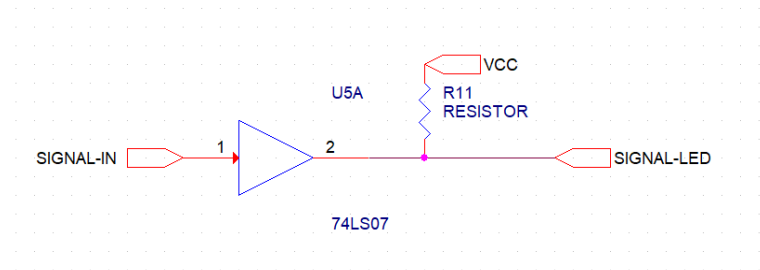 VCC
U5A
R11
RESISTOR
SIGNAL-IN
1
2
SIGNAL-LED
74LS07